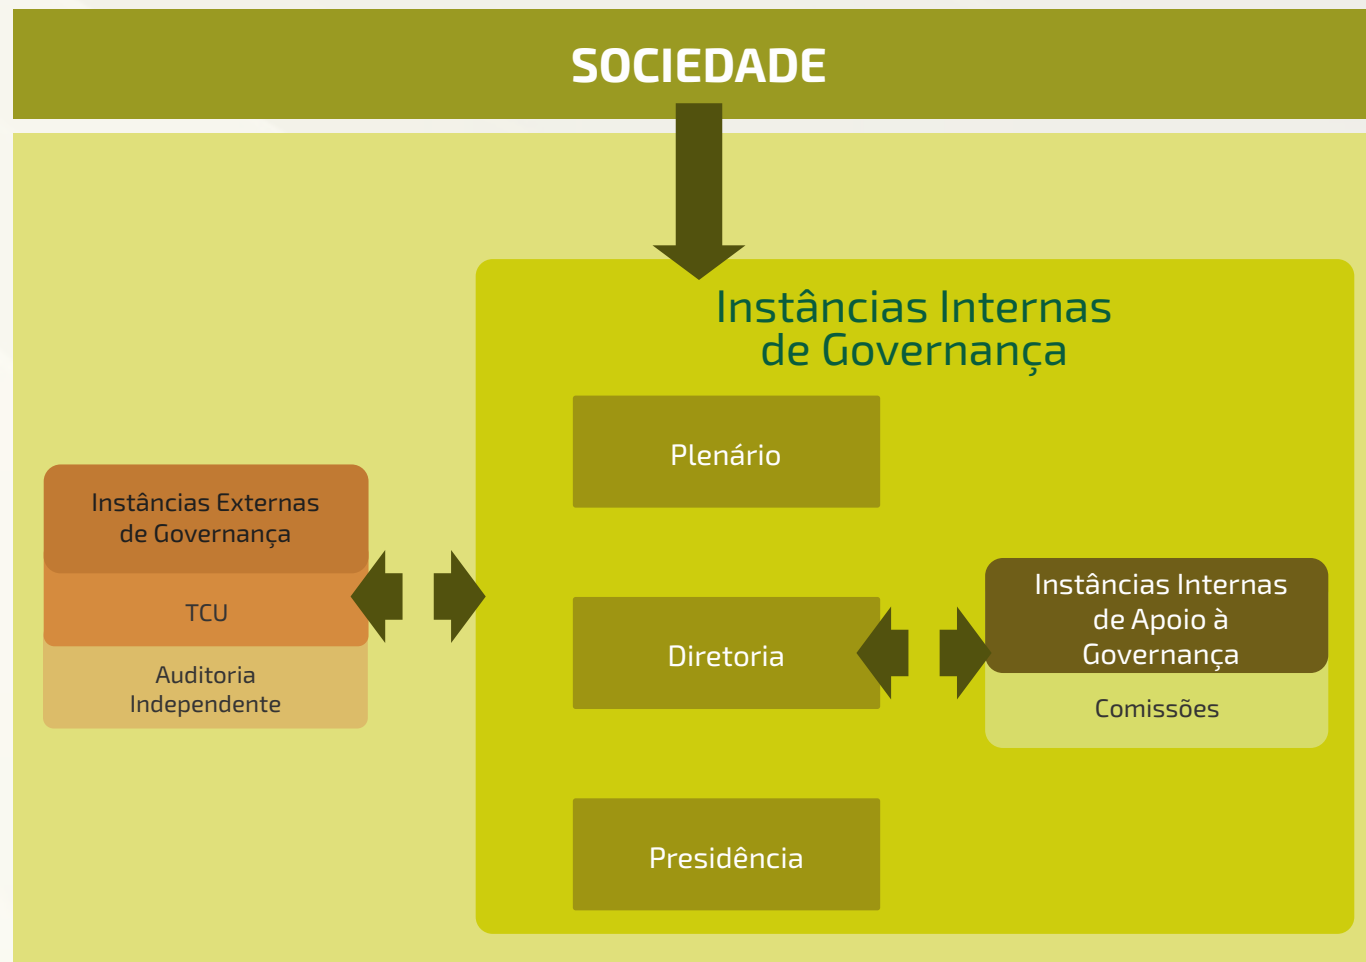 SOCIEDADE
Instâncias Internas
de Governança
Plenário
Instâncias Externas
de Governança
TCU
Auditoria
Independente
Diretoria
Instâncias Internas
de Apoio à
Governança
Comissões
Presidência